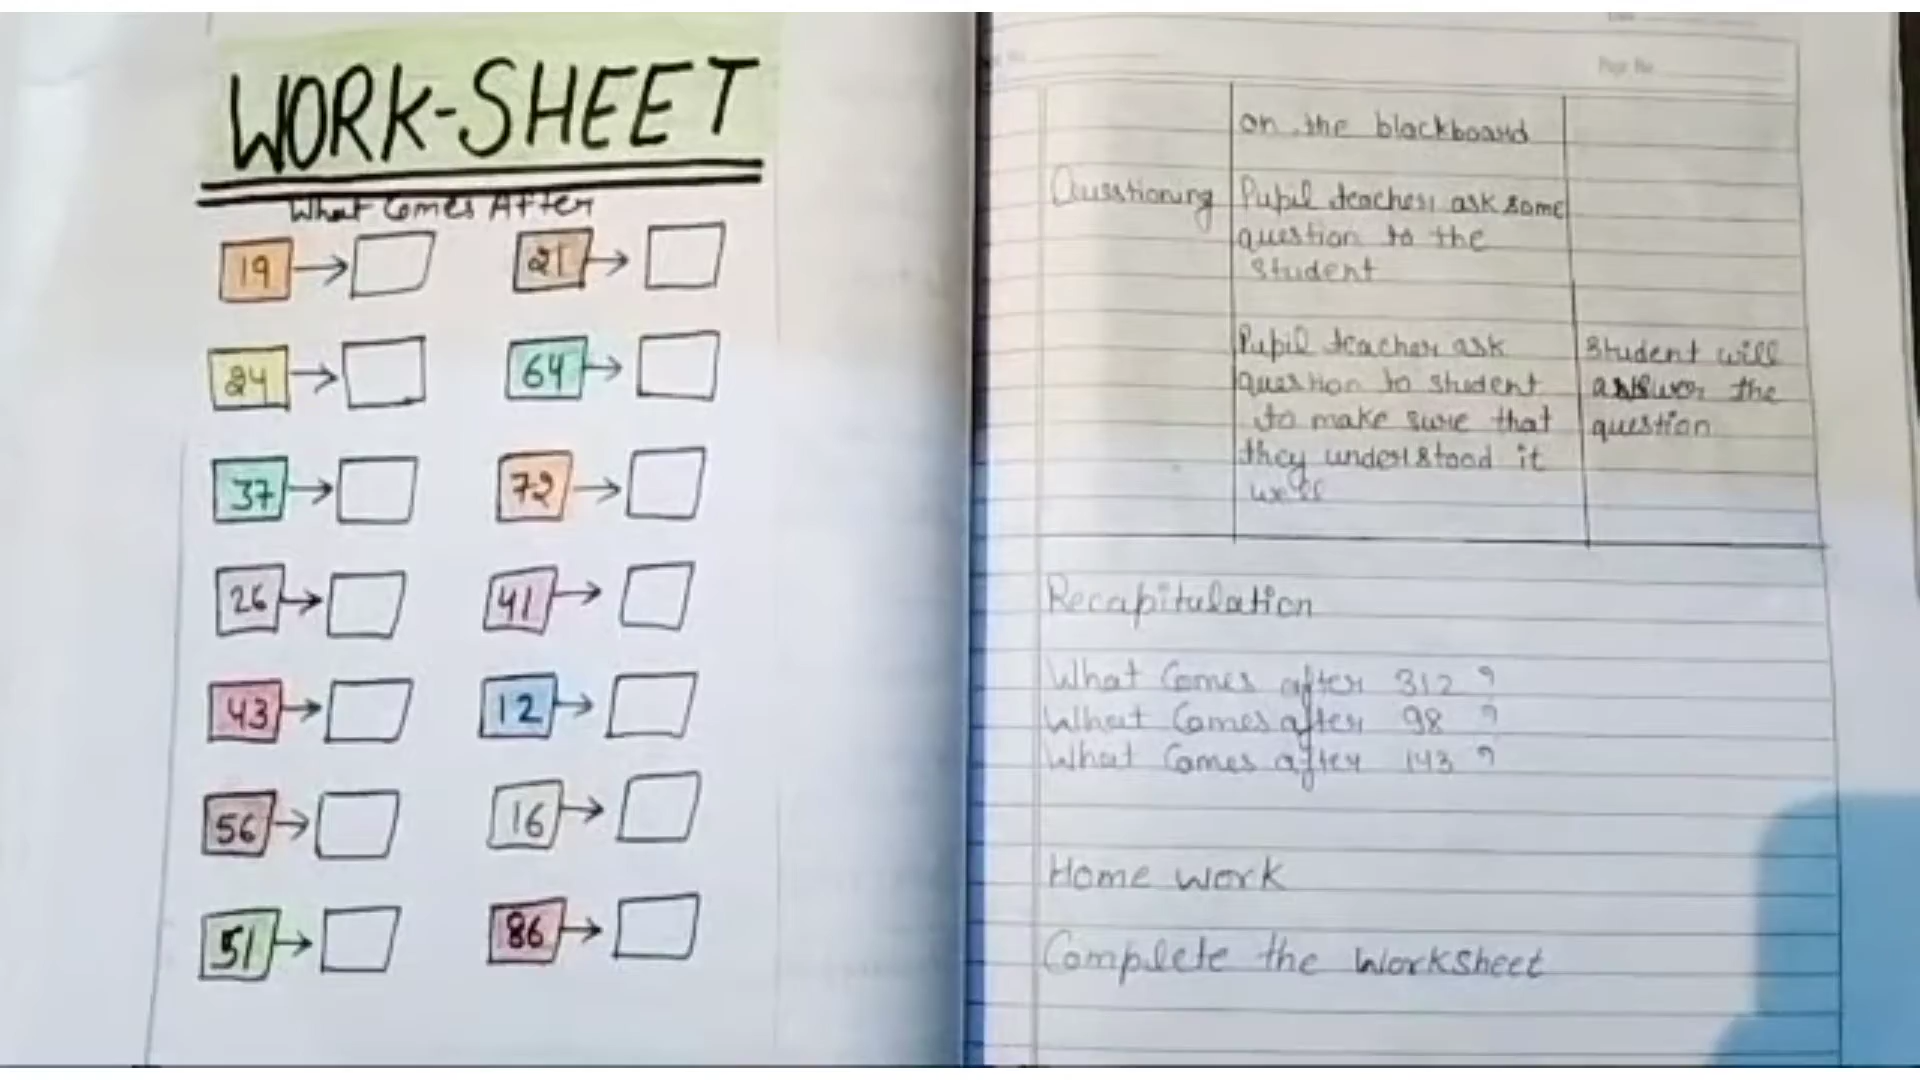 WORK-SHEET
What Comes After
19 → 21 →
24 → 64 →
37 → 72 →
26 → 41 →
43 → 12 →
56 → 16 →
51 → 86 →
Page No.
on the blackboard
Questioning Pupil teacher ask some
question to the
student
Pupil teacher ask Student will
question to student answer the
to make sure that question
they understood it
well
Recapitulation
What Comes after 312 ?
What Comes after 98 ?
What Comes after 143 ?
Home work
Complete the Worksheet